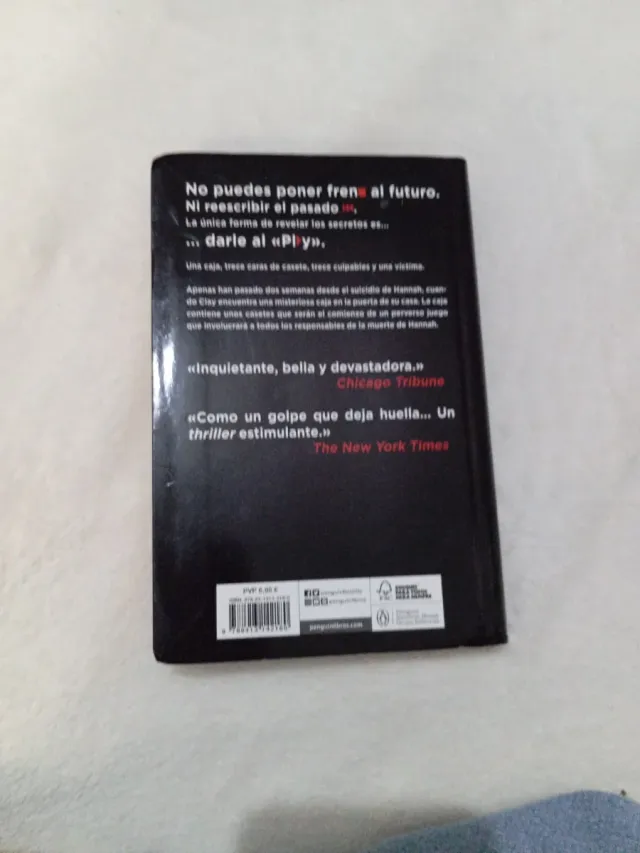 No puedes poner freno al futuro.
Ni reescribir el pasado
La única forma de revelar los secretos es...
... darle al «Pl y».
Una caja, trece caras de casete, trece culpables y una víctima.
Apenas han pasado dos semanas desde el suicidio de Hannah, cuan-
do Clay encuentra una misteriosa caja en la puerta de su casa. La caja
contiene unos casetes que serán el comienzo de un perverso juego
que involucrará a todos los responsables de la muerte de Hannah.
«Inquietante, bella y devastadora.»
Chicago Tribune
«Como un golpe que deja huella... Un
thriller estimulante.»
The New York Times
penguinlibros.com
FSC